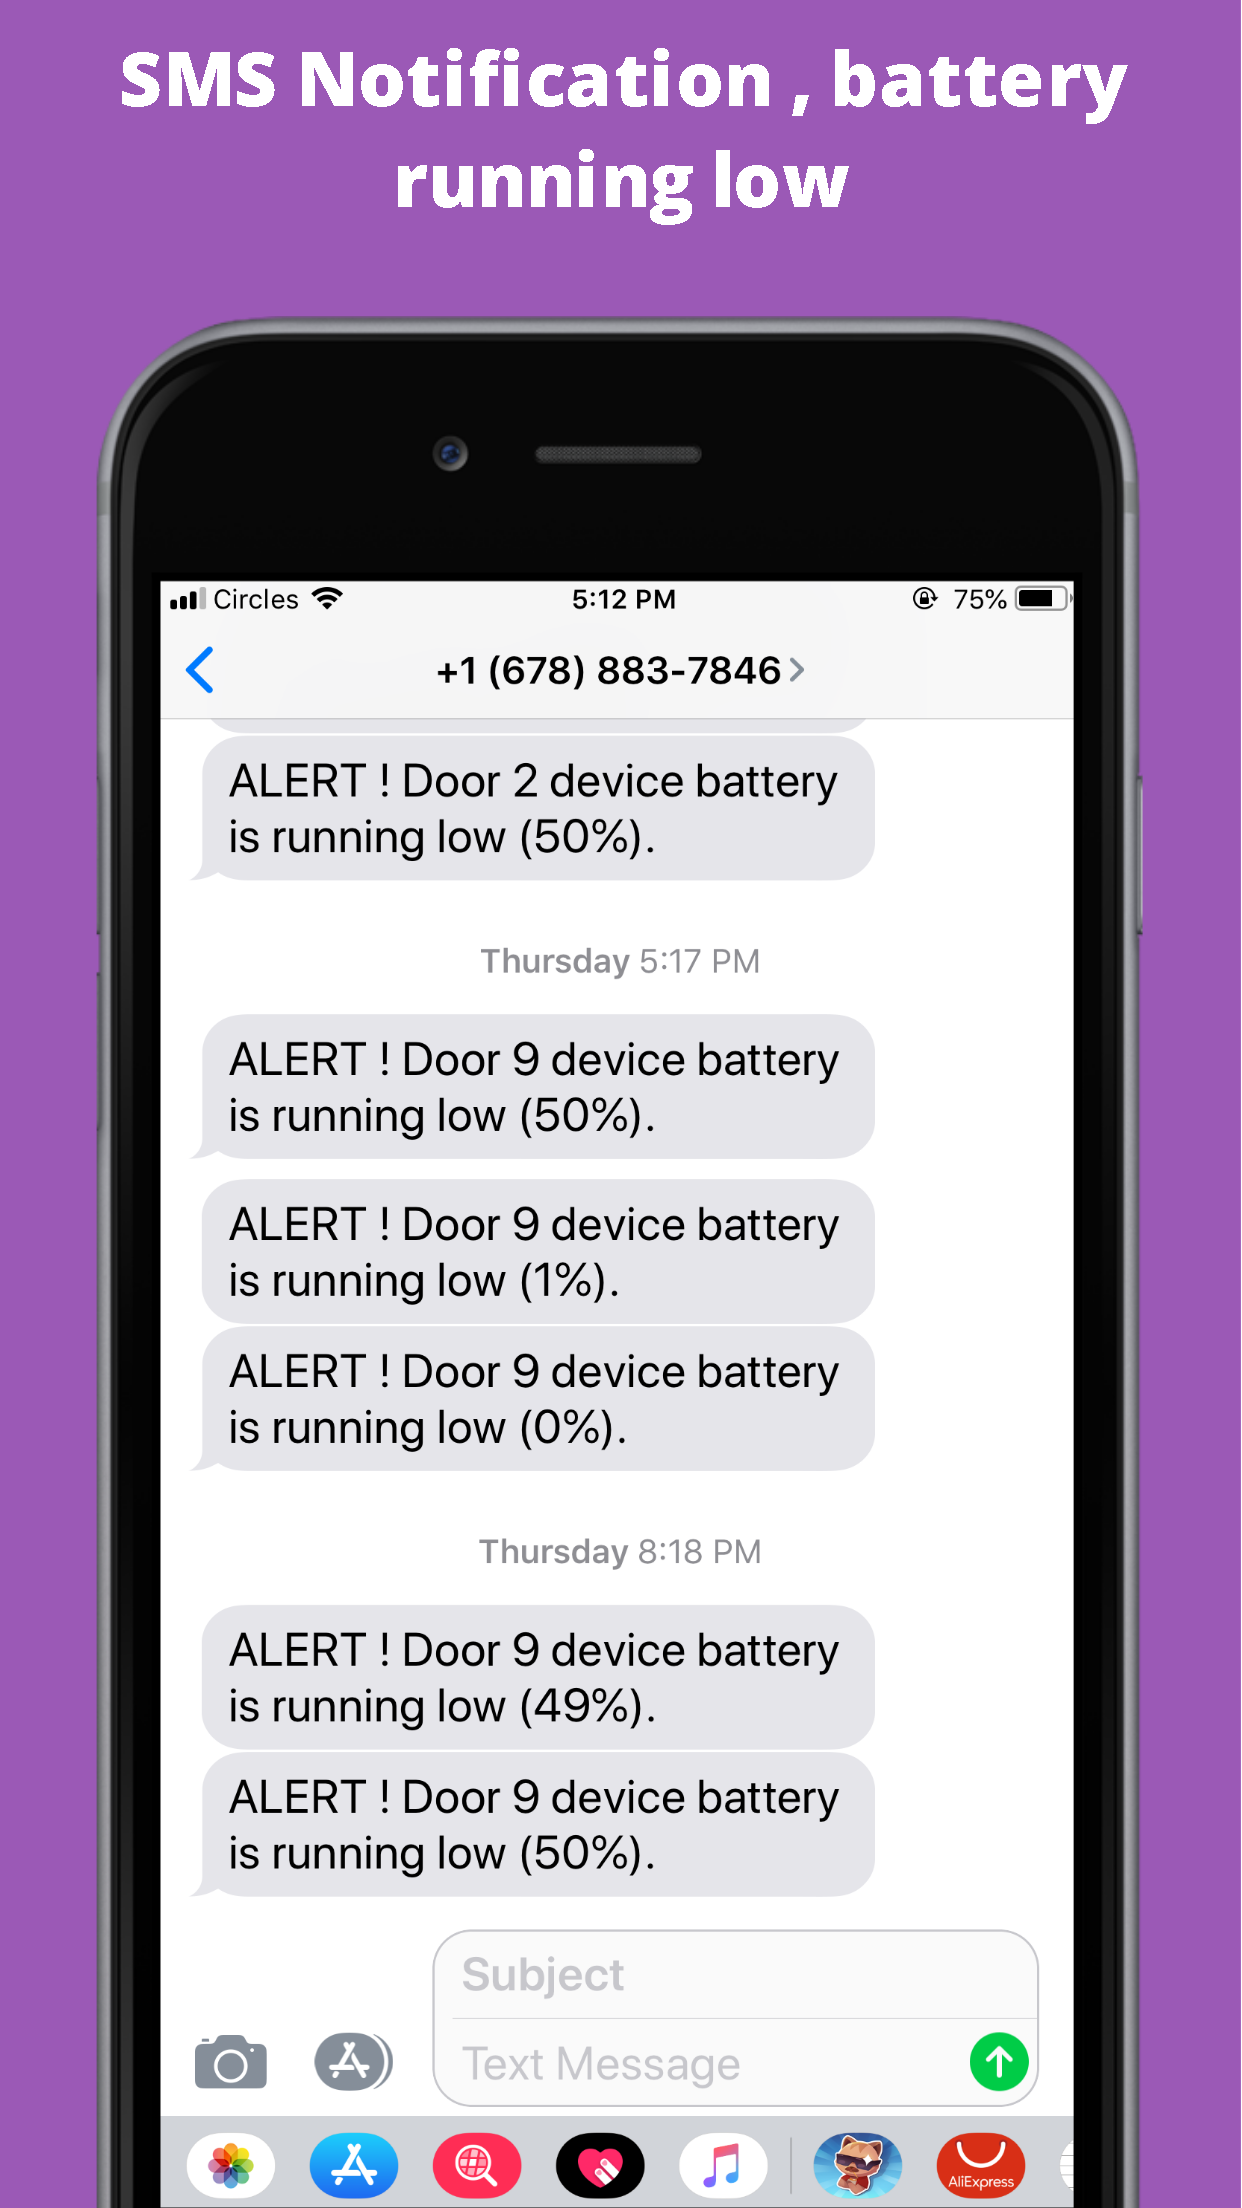 SMS Notification , battery
running low
Circles 5:12 PM 75%
+1 (678) 883-7846
ALERT ! Door 2 device battery
is running low (50%).
Thursday 5:17 PM
ALERT ! Door 9 device battery
is running low (50%).
ALERT ! Door 9 device battery
is running low (1%).
ALERT ! Door 9 device battery
is running low (0%).
Thursday 8:18 PM
ALERT ! Door 9 device battery
is running low (49%).
ALERT ! Door 9 device battery
is running low (50%).
Subject
Text Message
AliExpress